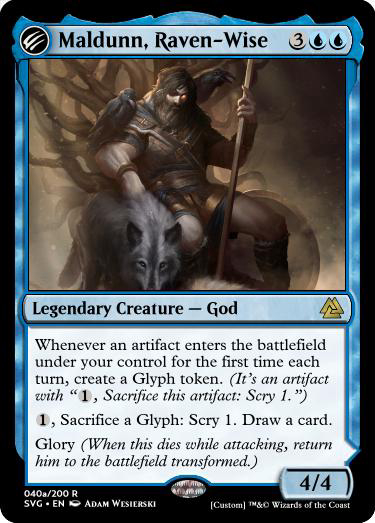 Maldunn, Raven-Wise 3
Legendary Creature — God
Whenever an artifact enters the battlefield
under your control for the first time each
turn, create a Glyph token. (It's an artifact
with "1, Sacrifice this artifact: Scry 1.")
1, Sacrifice a Glyph: Scry 1. Draw a card.
Glory (When this dies while attacking, return
him to the battlefield transformed.)
4/4
040a/200 R
SVG • EN Adam Wesierski
[Custom] ™&© Wizards of the Coast